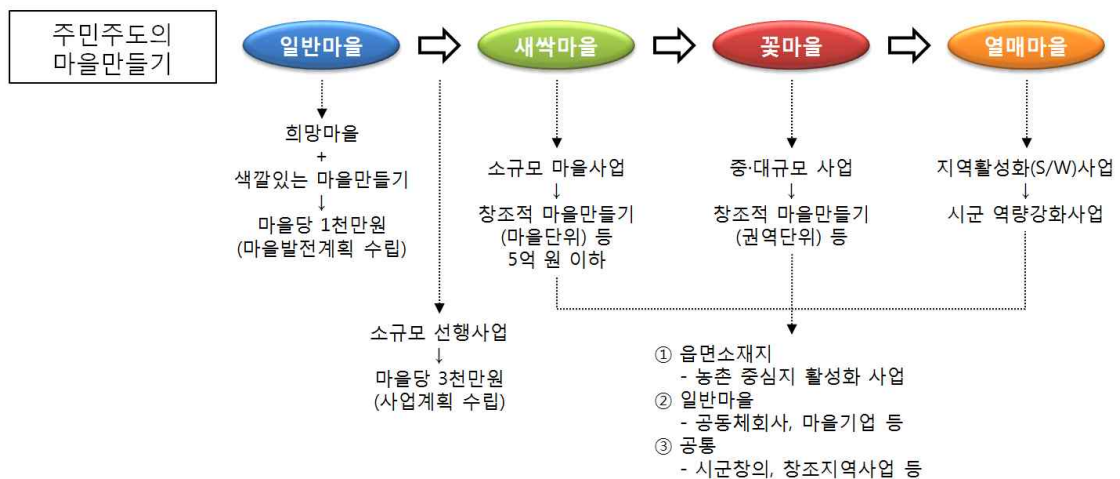 주민주도의
마을만들기
일반마을
새싹마을
꽃마을
열매마을
희망마을
+
색깔있는 마을만들기
↓
마을당 1천만원
(마을발전계획 수립)
소규모 선행사업
↓
마을당 3천만원
(사업계획 수립)
소규모 마을사업
↓
창조적 마을만들기
(마을단위) 등
5억 원 이하
중·대규모 사업
↓
창조적 마을만들기
(권역단위) 등
지역활성화(S/W)사업
↓
시군 역량강화사업
① 읍면소재지
- 농촌 중심지 활성화 사업
② 일반마을
- 공동체회사, 마을기업 등
③ 공통
- 시군창의, 창조지역사업 등